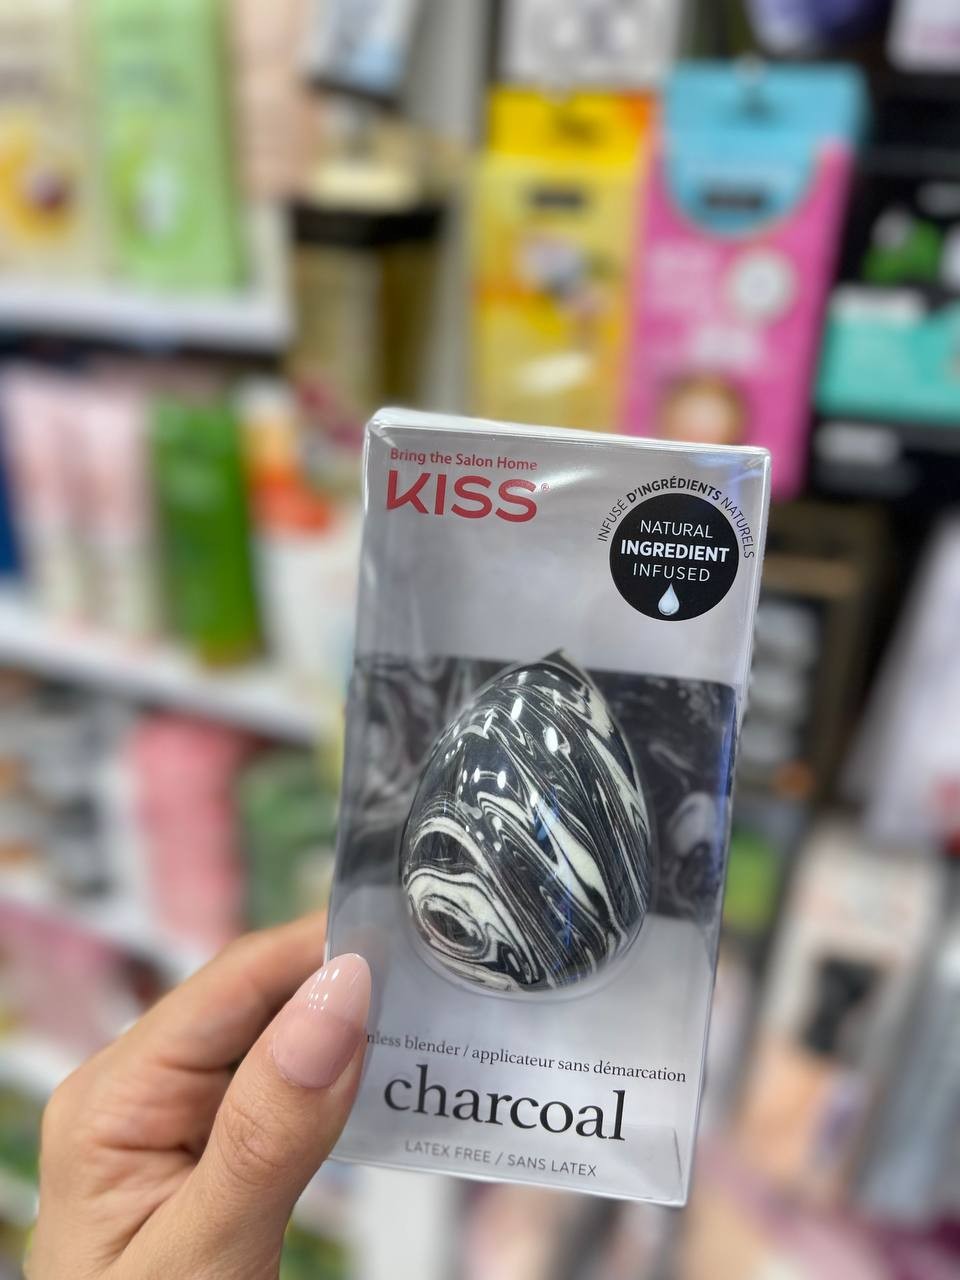 Bring the Salon Home
KISS®
INFUSÉ D'INGRÉDIENTS NATURELS
NATURAL
INGREDIENT
INFUSED
blender / applicateur sans démarcation
charcoal
LATEX FREE / SANS LATEX